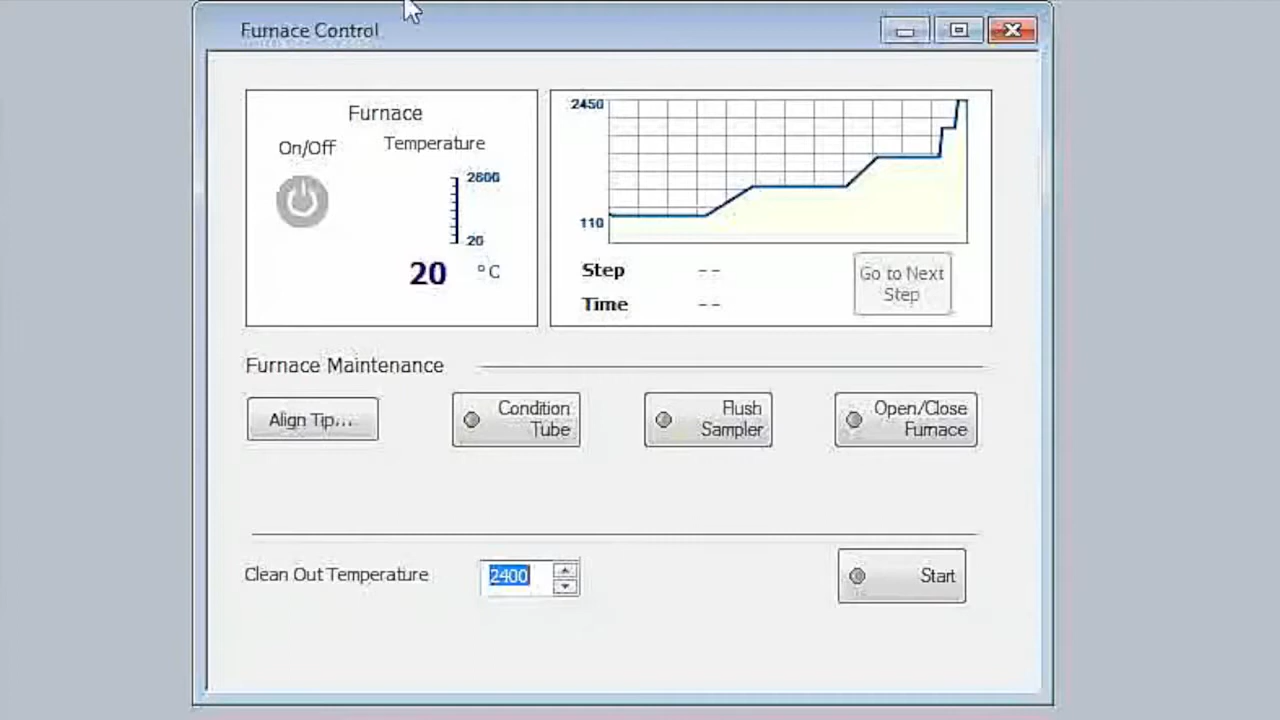 Furnace Control
Furnace
On/Off
Temperature
2600
20
20 °C
2450
110
Step --
Time --
Go to Next
Step
Furnace Maintenance
Align Tip...
Condition
Tube
Flush
Sampler
Open/Close
Furnace
Clean Out Temperature
2400
Start